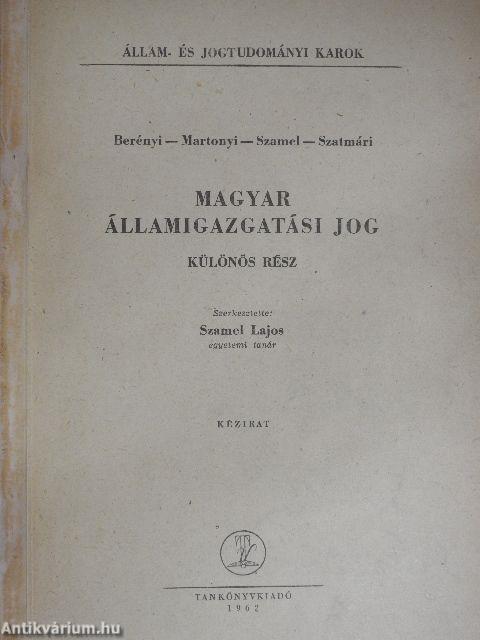 ÁLLAM- ÉS JOGTUDOMÁNYI KAROK
Berényi — Martonyi — Szamel — Szatmári
MAGYAR
ÁLLAMIGAZGATÁSI JOG
KÜLÖNÖS RÉSZ
Szerkesztette:
Szamel Lajos
egyetemi tanár
KÉZIRAT
TANKÖNYVKIADÓ
1962
Antikvárium.hu